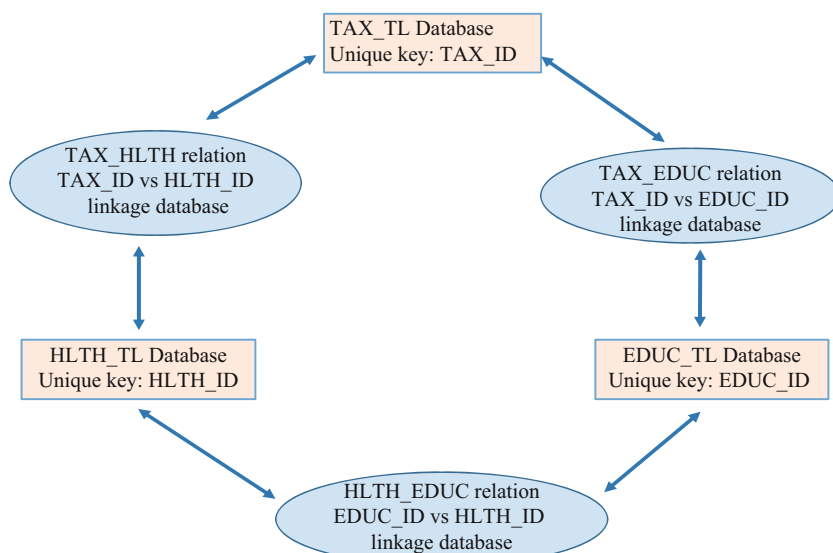 TAX_TL Database
Unique key: TAX_ID
TAX_HLTH relation
TAX_ID vs HLTH_ID
linkage database
TAX_EDUC relation
TAX_ID vs EDUC_ID
linkage database
HLTH_TL Database
Unique key: HLTH_ID
EDUC_TL Database
Unique key: EDUC_ID
HLTH_EDUC relation
EDUC_ID vs HLTH_ID
linkage database